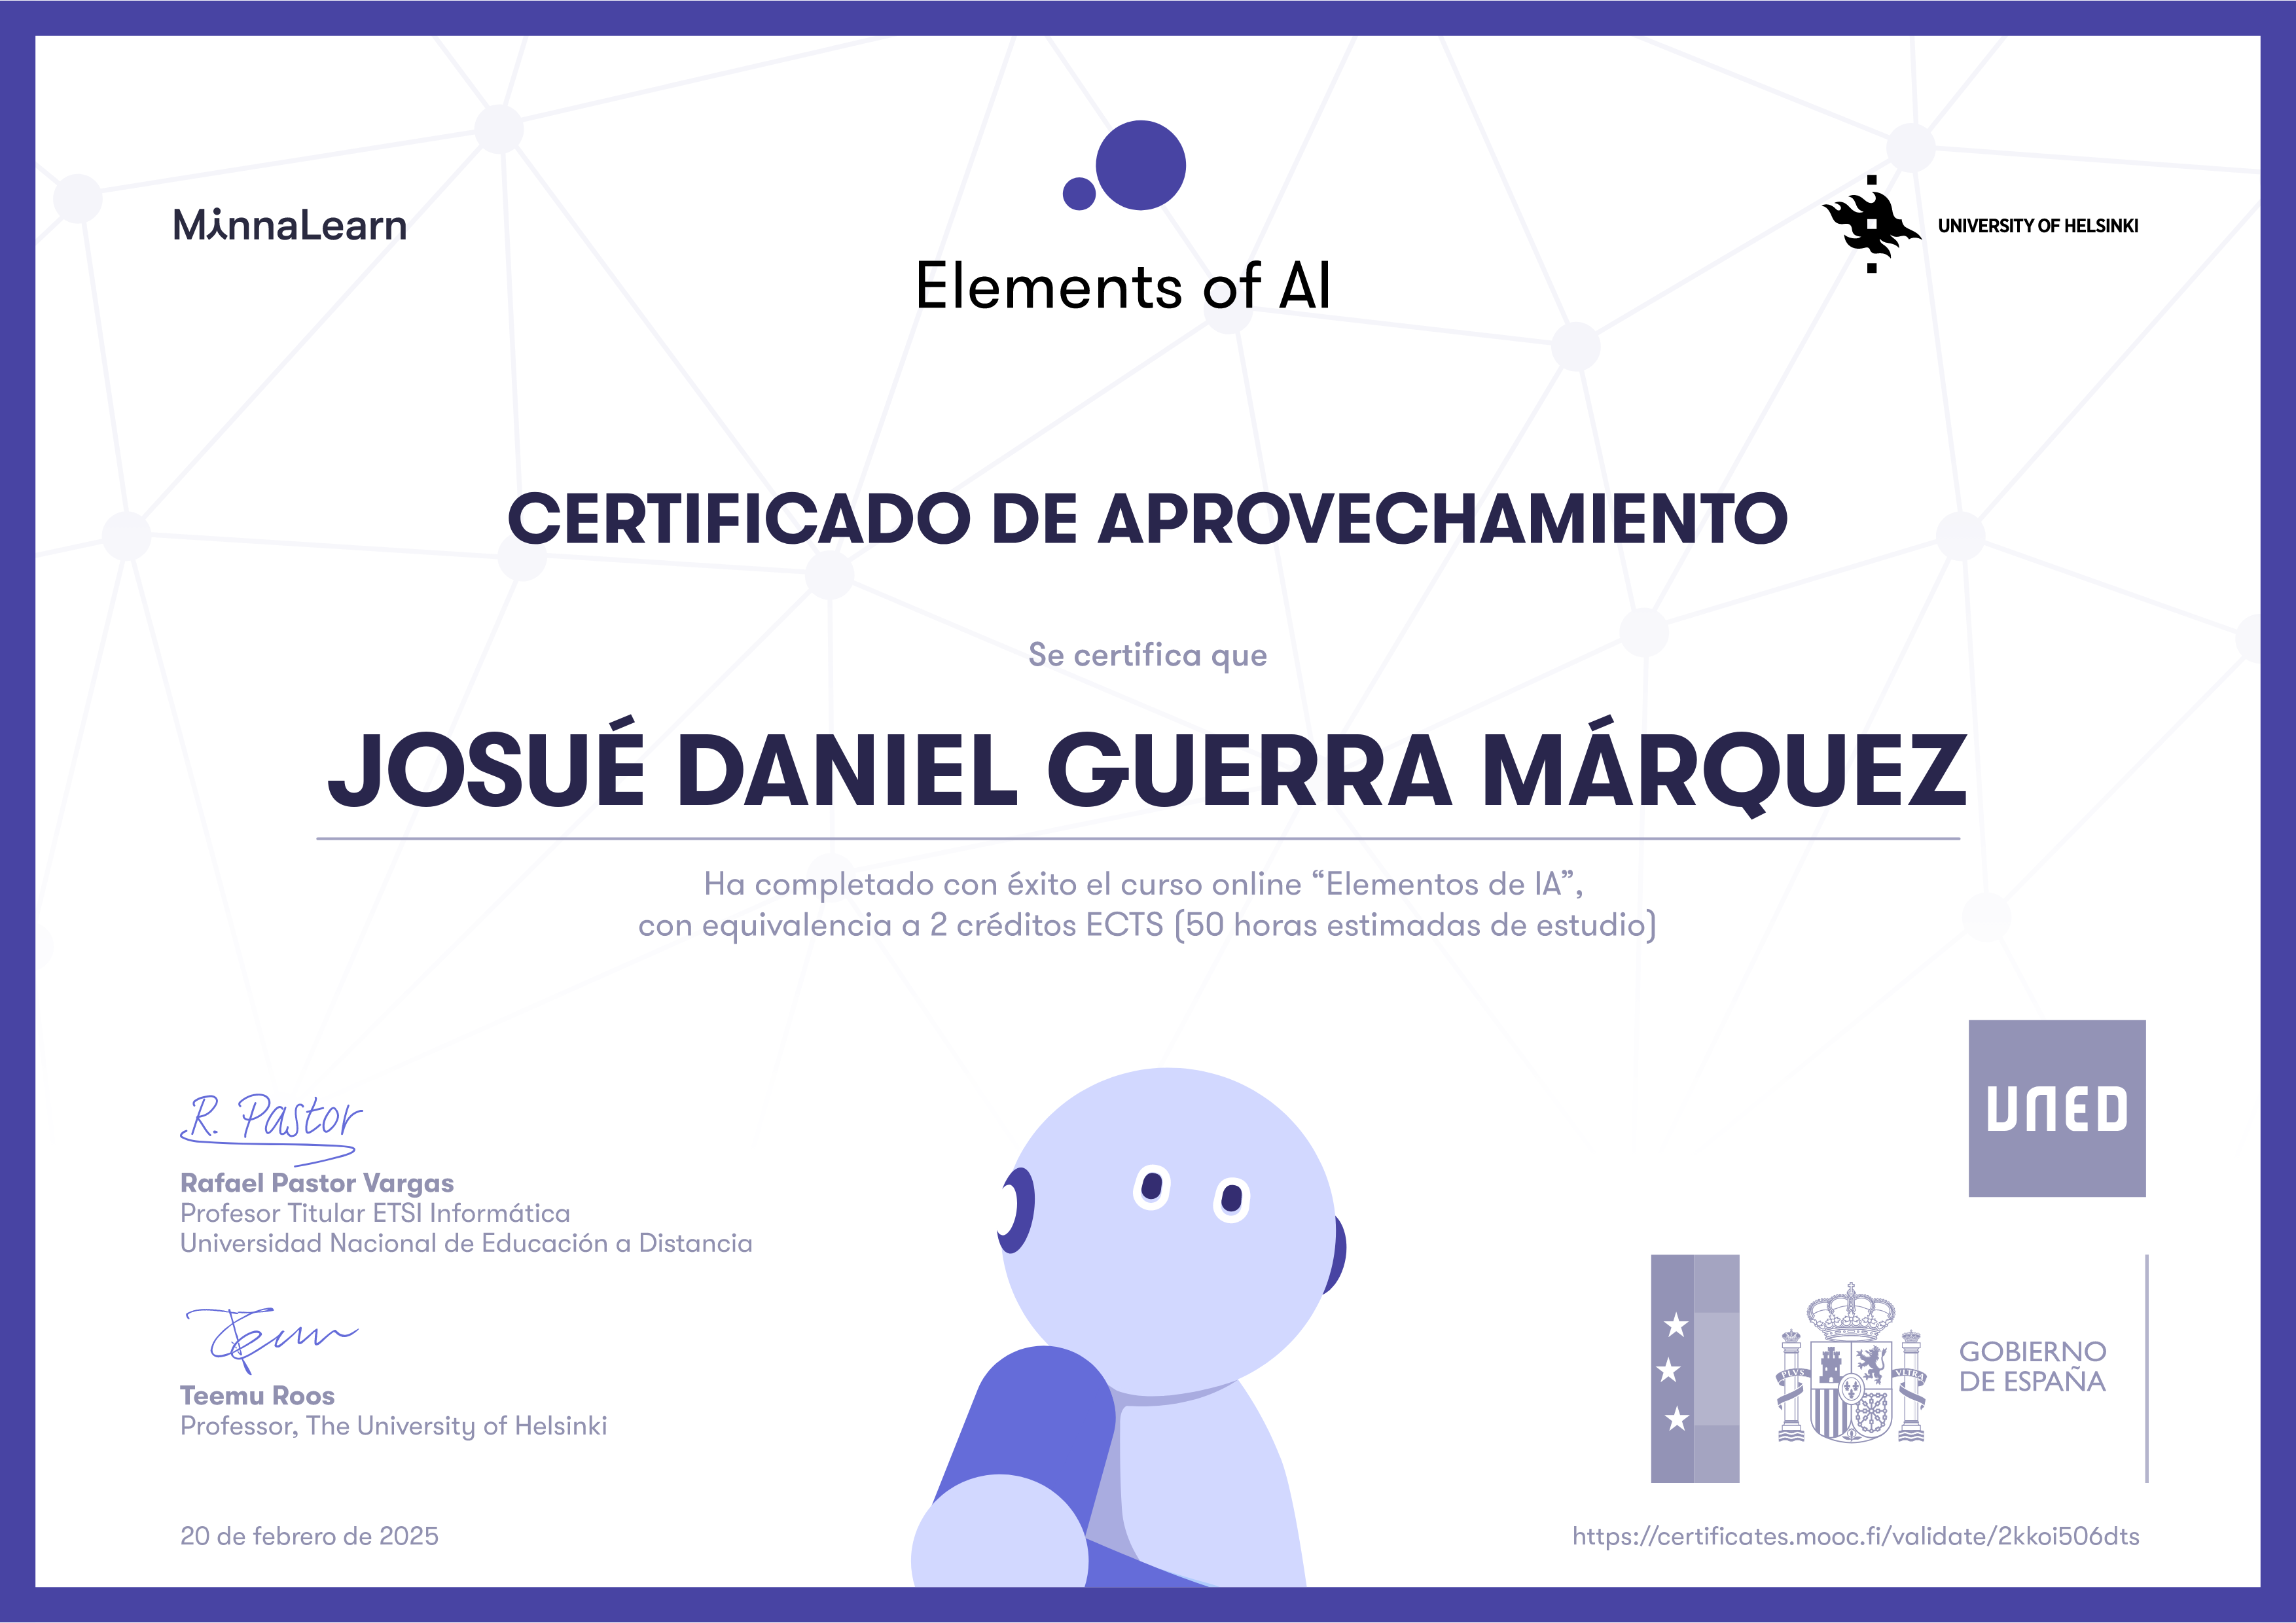 MinnaLearn
Elements of AI
UNIVERSITY OF HELSINKI
CERTIFICADO DE APROVECHAMIENTO
Se certifica que
JOSUÉ DANIEL GUERRA MÁRQUEZ
Ha completado con éxito el curso online “Elementos de IA”,
con equivalencia a 2 créditos ECTS (50 horas estimadas de estudio)
R. Pastor
Rafael Pastor Vargas
Profesor Titular ETSI Informática
Universidad Nacional de Educación a Distancia
Teemu Roos
Professor, The University of Helsinki
20 de febrero de 2025
UNED
PLVS VLTRA
GOBIERNO
DE ESPAÑA
https://certificates.mooc.fi/validate/2kkoi506dts